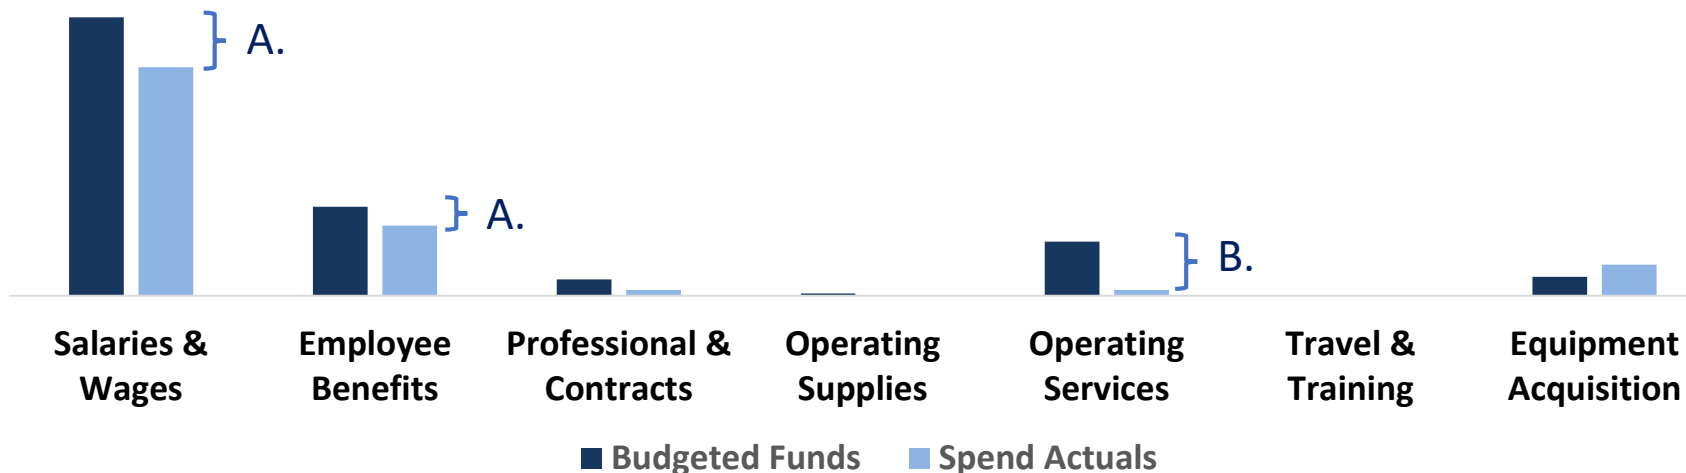 A.
A.
B.
Salaries &
Wages
Employee
Benefits
Professional &
Contracts
Operating
Supplies
Operating
Services
Travel &
Training
Equipment
Acquisition
Budgeted Funds
Spend Actuals